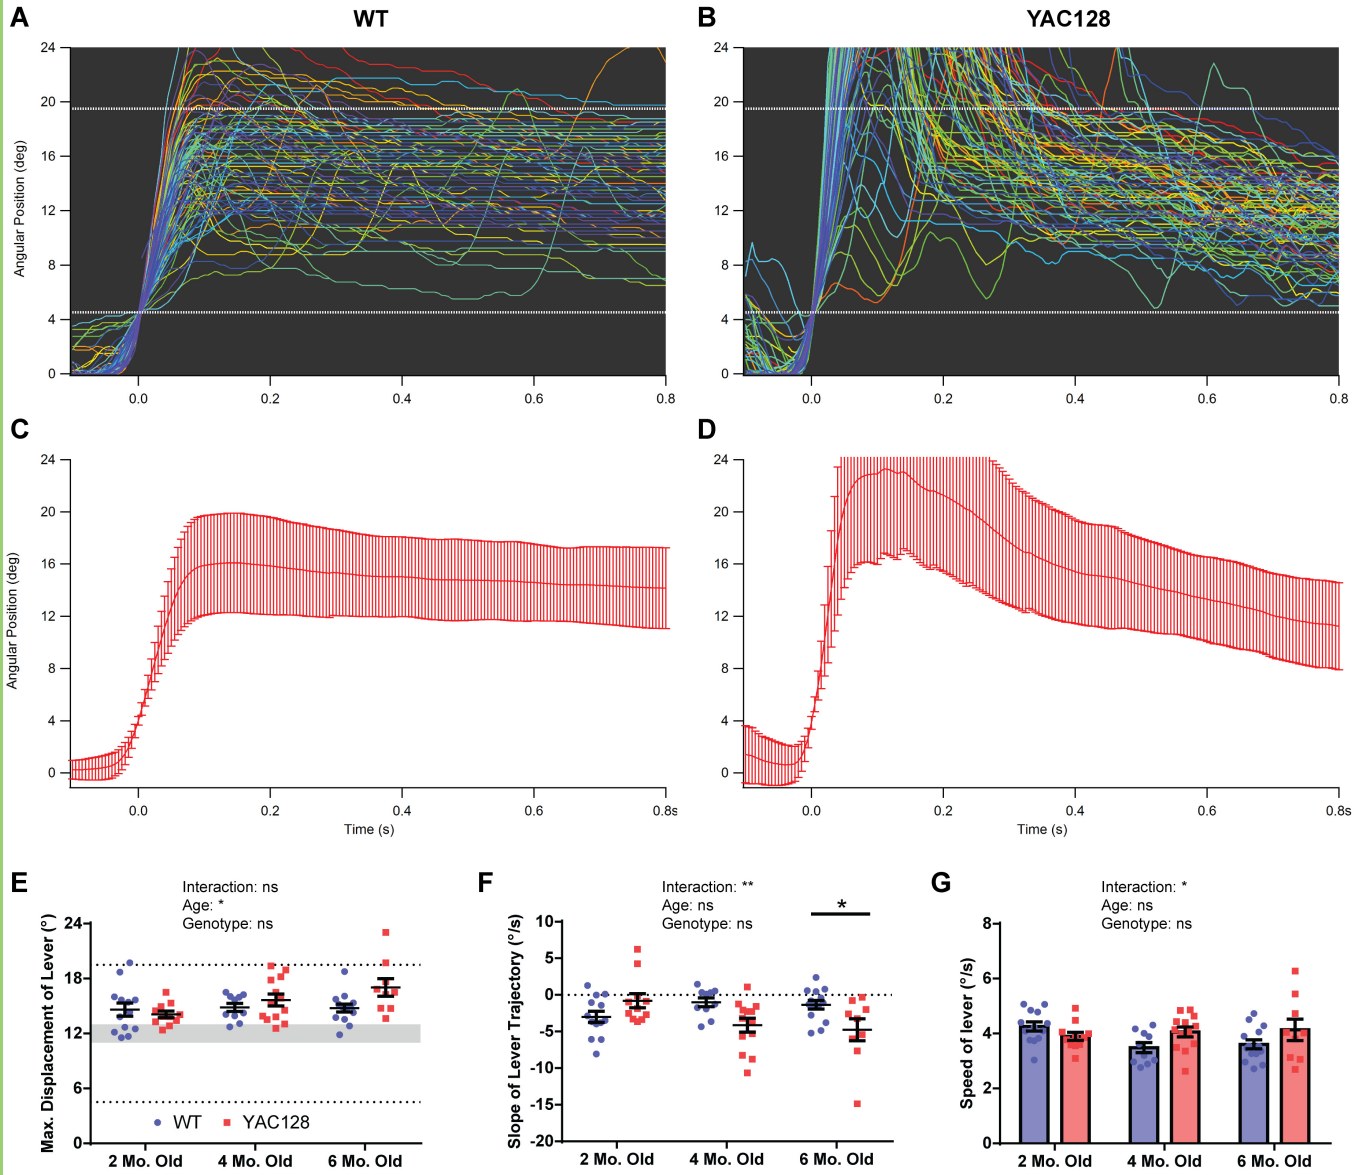 A
WT
B
YAC128
Angular Position (deg)
24
20
16
12
8
4
0
0.0
0.2
0.4
0.6
0.8
24
20
16
12
8
4
0
0.0
0.2
0.4
0.6
0.8
C
D
Angular Position (deg)
24
20
16
12
8
4
0
0.0
0.2
0.4
0.6
0.8s
Time (s)
24
20
16
12
8
4
0
0.0
0.2
0.4
0.6
0.8s
Time (s)
E
Interaction: ns
Age: *
Genotype: ns
Max. Displacement of Lever (°)
24
18
12
6
0
WT
YAC128
2 Mo. Old
4 Mo. Old
6 Mo. Old
F
Interaction: **
Age: ns
Genotype: ns
*
Slope of Lever Trajectory (°/s)
10
5
0
-5
-10
-15
-20
2 Mo. Old
4 Mo. Old
6 Mo. Old
G
Interaction: *
Age: ns
Genotype: ns
Speed of lever (°/s)
8
6
4
2
0
2 Mo. Old
4 Mo. Old
6 Mo. Old